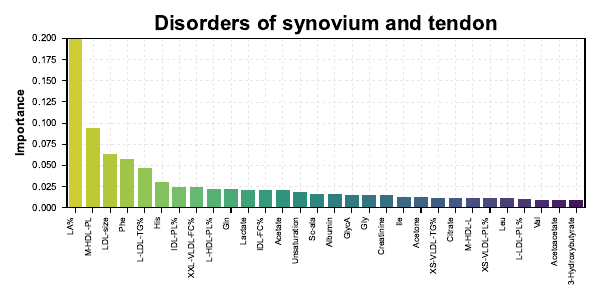 Disorders of synovium and tendon
Importance
0.200
0.175
0.150
0.125
0.100
0.075
0.050
0.025
0.000
LA%
M-HDL-PL
LDL-size
Phe
L-LDL-TG%
His
IDL-PL%
XXL-VLDL-FC%
L-HDL-PL%
Gln
Lactate
IDL-FC%
Acetate
Unsaturation
Sc-ala
Albumin
GlycA
Gly
Creatinine
Ile
Acetone
XS-VLDL-TG%
Citrate
M-HDL-L
XS-VLDL-PL%
Leu
L-LDL-PL%
Val
Acetoacetate
3-Hydroxybutyrate